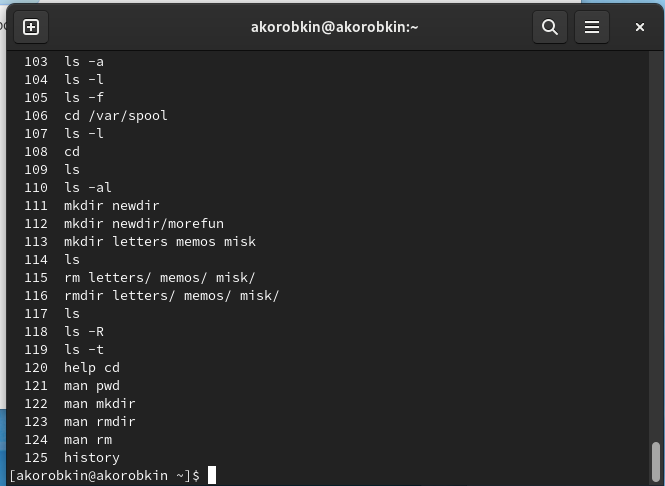 akorobkin@akorobkin:~
103 ls -a
104 ls -l
105 ls -f
106 cd /var/spool
107 ls -l
108 cd
109 ls
110 ls -al
111 mkdir newdir
112 mkdir newdir/morefun
113 mkdir letters memos misk
114 ls
115 rm letters/ memos/ misk/
116 rmdir letters/ memos/ misk/
117 ls
118 ls -R
119 ls -t
120 help cd
121 man pwd
122 man mkdir
123 man rmdir
124 man rm
125 history
[akorobkin@akorobkin ~]$